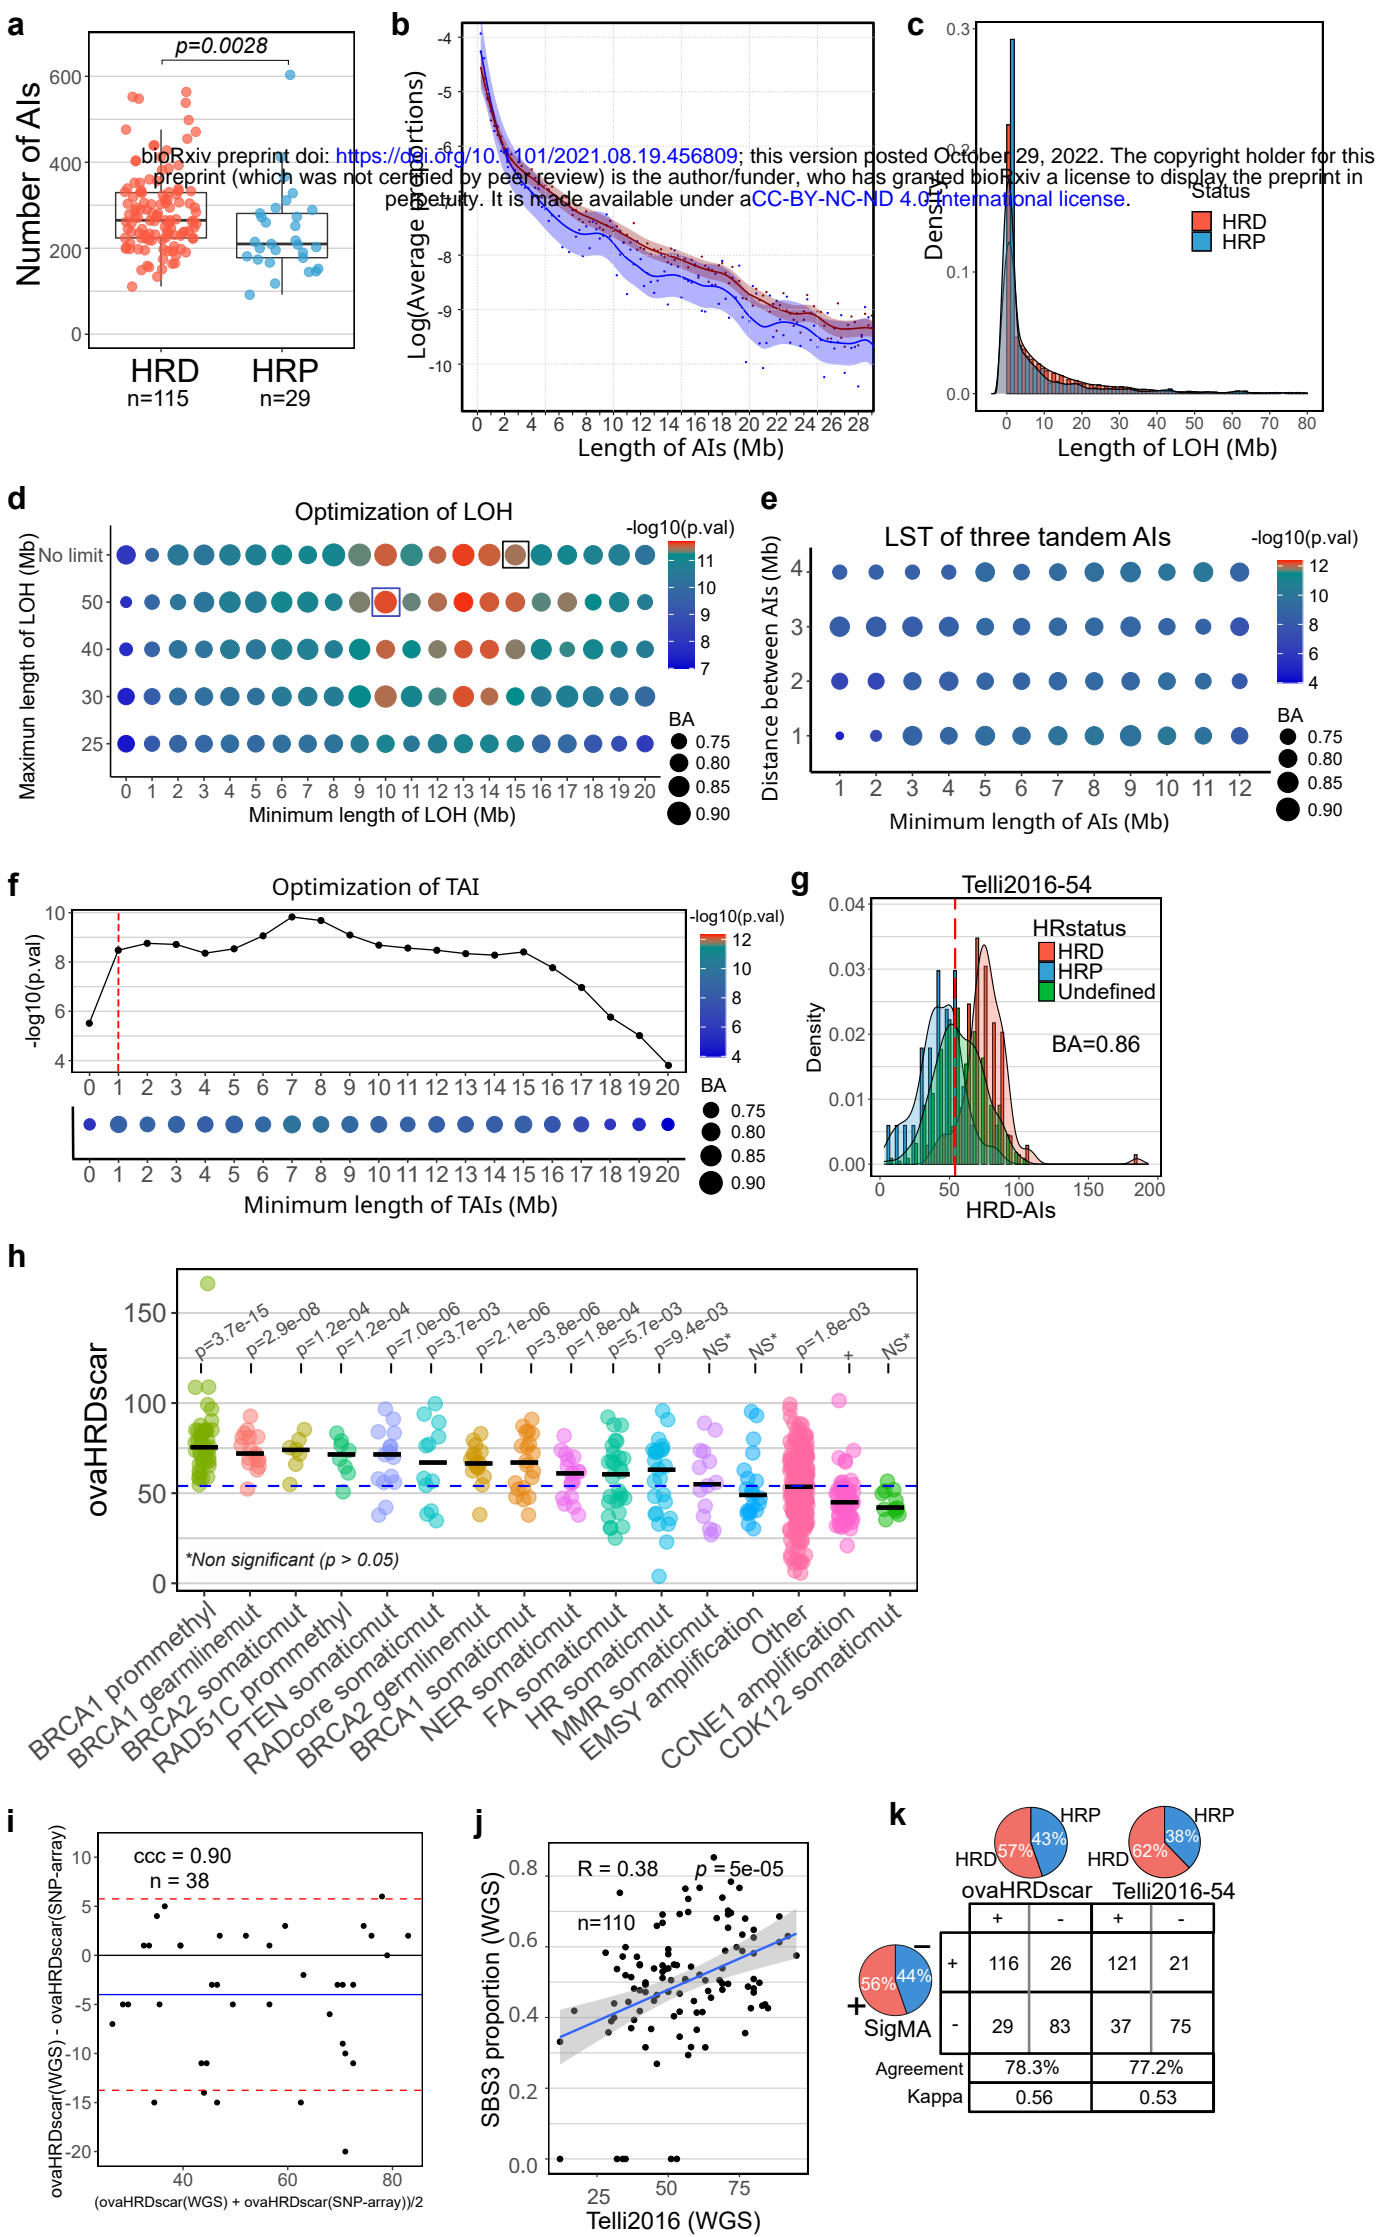 a
p=0.0028
Number of AIs
600
400
200
0
HRD
HRP
n=115
n=29
b
Log(Average proportions)
-4
-5
-6
-7
-8
-9
-10
0 2 4 6 8 10 12 14 16 18 20 22 24 26 28
Length of AIs (Mb)
c
Density
0.3
0.2
0.1
0.0
Status
HRD
HRP
0 10 20 30 40 50 60 70 80
Length of LOH (Mb)
bioRxiv preprint doi: https://doi.org/10.1101/2021.08.19.456809; this version posted October 29, 2022. The copyright holder for this
preprint (which was not certified by peer review) is the author/funder, who has granted bioRxiv a license to display the preprint in
perpetuity. It is made available under aCC-BY-NC-ND 4.0 International license.
d
Optimization of LOH
Maximun length of LOH (Mb)
No limit
50
40
30
25
0 1 2 3 4 5 6 7 8 9 10 11 12 13 14 15 16 17 18 19 20
Minimum length of LOH (Mb)
-log10(p.val)
11
10
9
8
7
BA
0.75
0.80
0.85
0.90
e
LST of three tandem AIs
Distance between AIs (Mb)
4
3
2
1
1 2 3 4 5 6 7 8 9 10 11 12
Minimum length of AIs (Mb)
-log10(p.val)
12
10
8
6
4
BA
0.75
0.80
0.85
0.90
f
Optimization of TAI
-log10(p.val)
10
8
6
4
0 1 2 3 4 5 6 7 8 9 10 11 12 13 14 15 16 17 18 19 20
0 1 2 3 4 5 6 7 8 9 10 11 12 13 14 15 16 17 18 19 20
Minimum length of TAIs (Mb)
-log10(p.val)
12
10
8
6
4
BA
0.75
0.80
0.85
0.90
g
Telli2016-54
Density
0.04
0.03
0.02
0.01
0.00
HRstatus
HRD
HRP
Undefined
BA=0.86
0 50 100 150 200
HRD-AIs
h
ovaHRDscar
150
100
50
0
p=3.7e-15
p=2.9e-08
p=1.2e-04
p=1.2e-04
p=7.0e-06
p=3.7e-03
p=2.1e-06
p=3.8e-06
p=1.8e-04
p=5.7e-03
p=9.4e-03
NS*
NS*
p=1.8e-03
+
NS*
*Non significant (p > 0.05)
BRCA1 prommethyl
BRCA1 gearmlinemut
BRCA2 somaticmut
RAD51C prommethyl
PTEN somaticmut
RADcore somaticmut
BRCA2 germlinemut
BRCA1 somaticmut
NER somaticmut
FA somaticmut
HR somaticmut
MMR somaticmut
EMSY amplification
Other
CCNE1 amplification
CDK12 somaticmut
i
ovaHRDscar(WGS) - ovaHRDscar(SNP-array)
ccc = 0.90
n = 38
10
5
0
-5
-10
-15
-20
40 60 80
(ovaHRDscar(WGS) + ovaHRDscar(SNP-array))/2
j
SBS3 proportion (WGS)
R = 0.38
p = 5e-05
n=110
0.8
0.6
0.4
0.2
0.0
25 50 75
Telli2016 (WGS)
k
HRP
43%
57%
HRD
ovaHRDscar
HRP
38%
62%
HRD
Telli2016-54
+ - + -
−
56% 44%
+
SigMA
+ 116 26 121 21
- 29 83 37 75
Agreement 78.3% 77.2%
Kappa 0.56 0.53